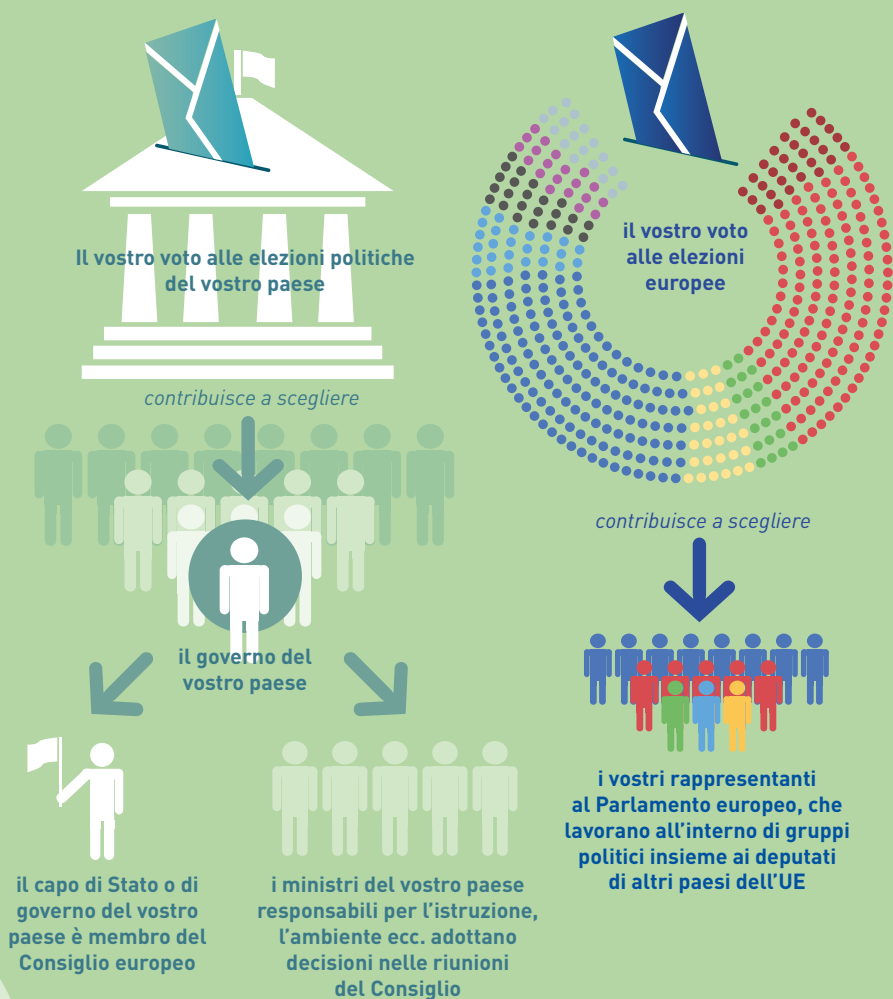 Il vostro voto alle elezioni politiche
del vostro paese
contribuisce a scegliere
il governo del
vostro paese
il capo di Stato o di
governo del vostro
paese è membro del
Consiglio europeo
i ministri del vostro paese
responsabili per l'istruzione,
l'ambiente ecc. adottano
decisioni nelle riunioni
del Consiglio
il vostro voto
alle elezioni
europee
contribuisce a scegliere
i vostri rappresentanti
al Parlamento europeo, che
lavorano all'interno di gruppi
politici insieme ai deputati
di altri paesi dell'UE